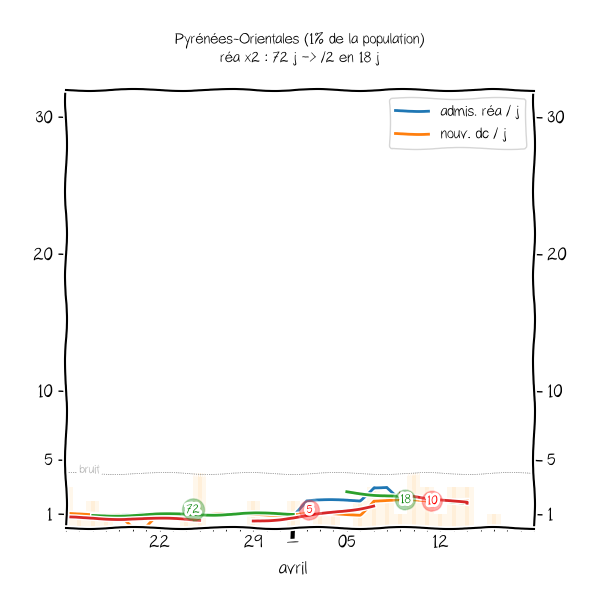 Pyrénées-Orientales (1% de la population)
réa x2 : 72 j -> /2 en 18 j
admis. réa / j
nouv. dc / j
30 30
20 20
10 10
5 5
bruit
72 5 18 10
1 1
22 29 1 05 12
avril